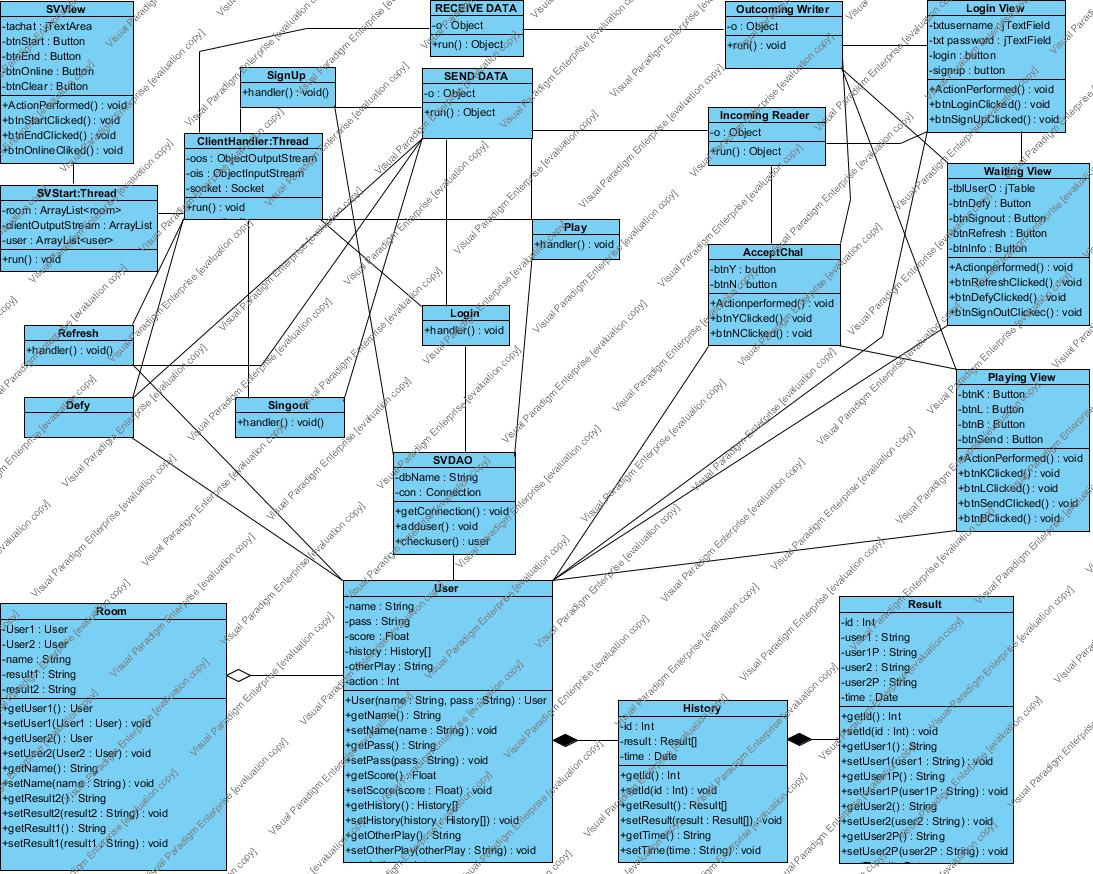 SVView
-tachat : jTextArea
-btnStart : Button
-btnEnd : Button
-btnOnline : Button
-btnClear : Button
+ActionPerformed() : void
+btnStartClicked() : void
+btnEndClicked() : void
+btnOnlineCliked() : void
RECEIVE DATA
-o : Object
+run() : Object
Outcoming Writer
-o : Object
+run() : void
Login View
-txtusername : jTextField
-txt password : jTextField
-login : button
-signup : button
+ActionPerformed() : void
+btnLoginClicked() : void
+btnSignUpClicked() : void
SignUp
+handler() : void()
SEND DATA
-o : Object
+run() : Object
Incoming Reader
-o : Object
+run() : Object
ClientHandler:Thread
-oos : ObjectOutputStream
-ois : ObjectInputStream
-socket : Socket
+run() : void
Waiting View
-tblUserO : jTable
-btnDefy : Button
-btnSignout : Button
-btnRefresh : Button
-btnInfo : Button
+Actionperformed() : void
+btnRefreshClicked() : void
+btnDefyClicked() : void
+btnSignOutClickec() : void
SVStart:Thread
-room : ArrayList<room>
-clientOutputStream : ArrayList
-user : ArrayList<user>
+run() : void
Play
+handler() : void
AcceptChal
-btnY : button
-btnN : button
+Actionperformed() : void
+btnYClicked() : void
+btnNClicked() : void
Login
+handler() : void
Refresh
+handler() : void()
Defy
Singout
+handler() : void()
Playing View
-btnK : Button
-btnL : Button
-btnB : Button
-btnSend : Button
+ActionPerformed() : void
+btnKClicked() : void
+btnLClicked() : void
+btnSendClicked() : void
+btnBClicked() : void
SVDAO
-dbName : String
-con : Connection
+getConnection() : void
+adduser() : void
+checkuser() : user
Room
-User1 : User
-User2 : User
-name : String
-result1 : String
-result2 : String
+getUser1() : User
+setUser1(User1 : User) : void
+getUser2() : User
+setUser2(User2 : User) : void
+getName() : String
+setName(name : String) : void
+getResult2() : String
+setResult2(result2 : String) : void
+getResult1() : String
+setResult1(result1 : String) : void
User
-name : String
-pass : String
-score : Float
-history : History[]
-otherPlay : String
-action : Int
+User(name : String, pass : String) : User
+getName() : String
+setName(name : String) : void
+getPass() : String
+setPass(pass : String) : void
+getScore() : Float
+setScore(score : Float) : void
+getHistory() : History[]
+setHistory(history : History[]) : void
+getOtherPlay() : String
+setOtherPlay(otherPlay : String) : void
History
-id : Int
-result : Result[]
-time : Date
+getId() : Int
+setId(id : Int) : void
+getResult() : Result[]
+setResult(result : Result[]) : void
+getTime() : String
+setTime(time : String) : void
Result
-id : Int
-user1 : String
-user1P : String
-user2 : String
-user2P : String
-time : Date
+getId() : Int
+setId(id : Int) : void
+getUser1() : String
+setUser1(user1 : String) : void
+getUser1P() : String
+setUser1P(user1P : String) : void
+getUser2() : String
+setUser2(user2 : String) : void
+getUser2P() : String
+setUser2P(user2P : String) : void
Visual Paradigm Enterprise [evaluation copy]